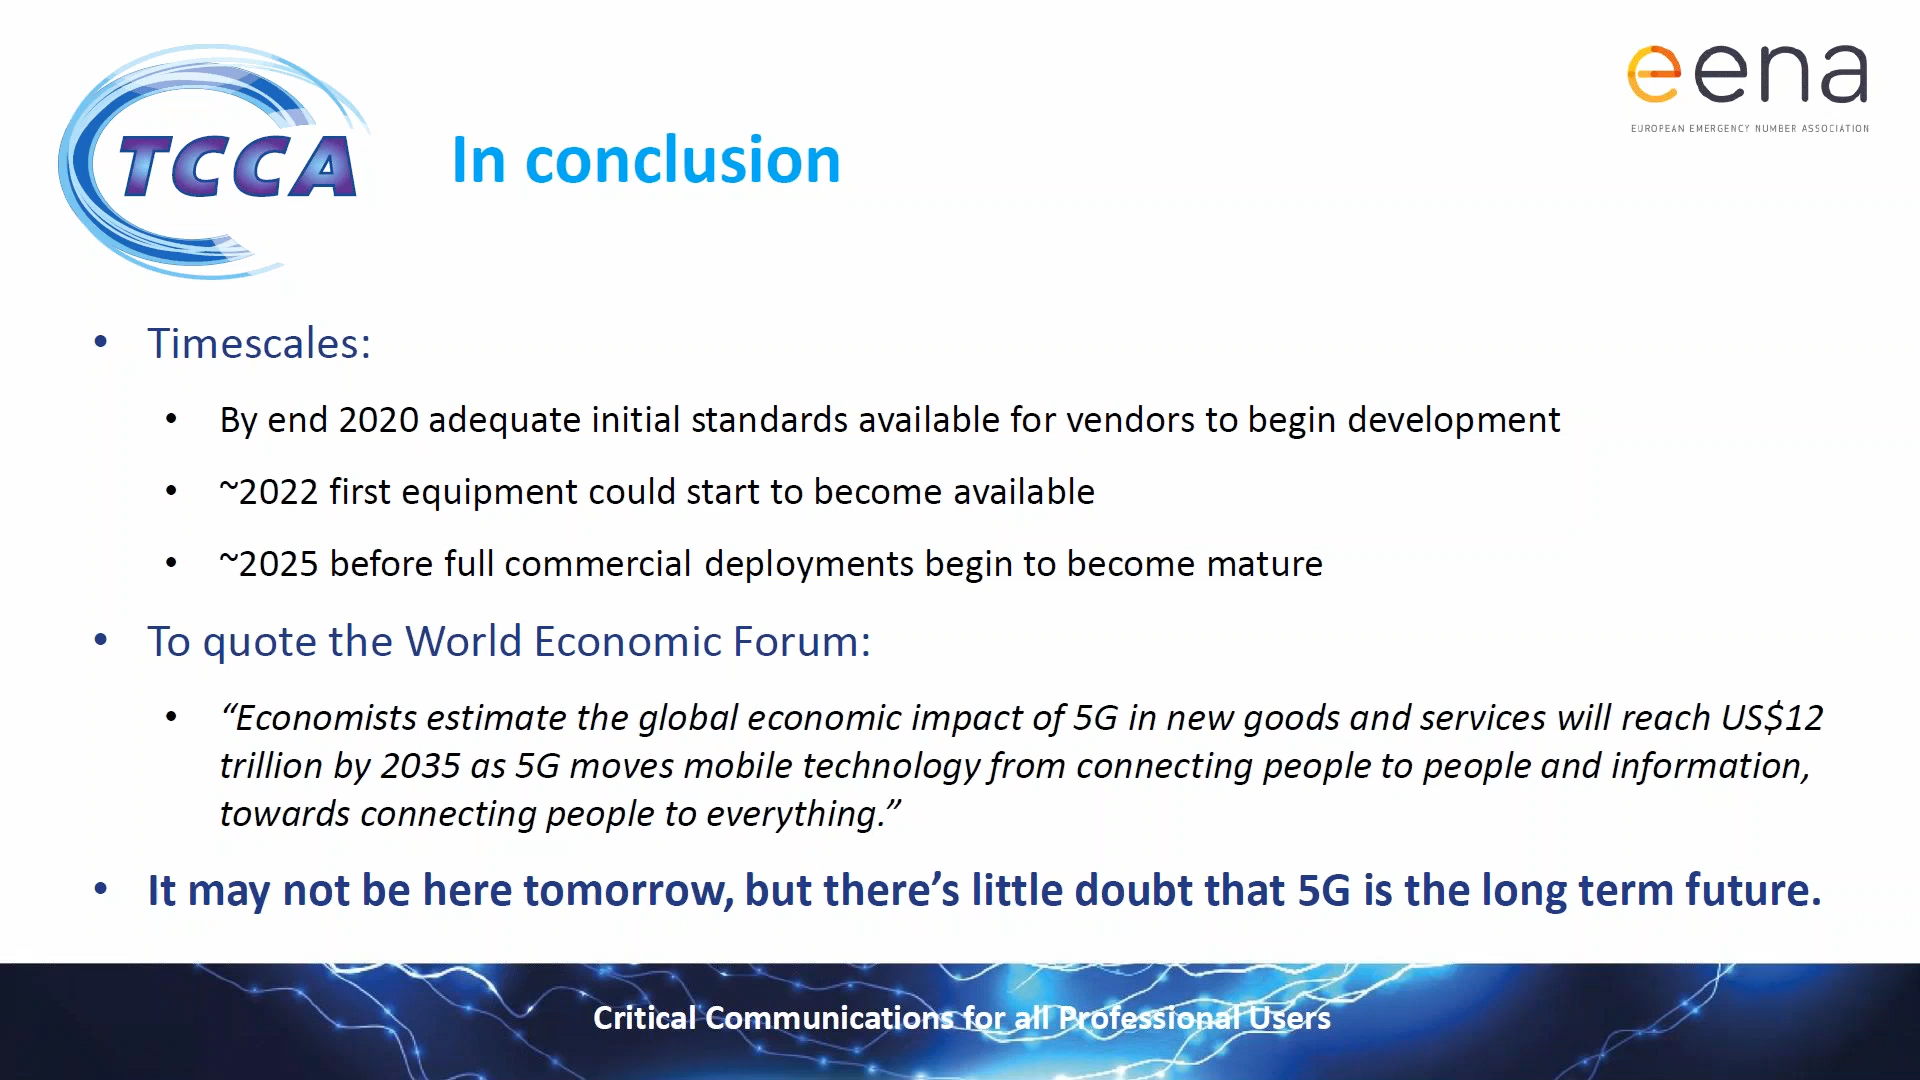 TCCA
eena
EUROPEAN EMERGENCY NUMBER ASSOCIATION
In conclusion
• Timescales:
• By end 2020 adequate initial standards available for vendors to begin development
• ~2022 first equipment could start to become available
• ~2025 before full commercial deployments begin to become mature
• To quote the World Economic Forum:
• “Economists estimate the global economic impact of 5G in new goods and services will reach US$12
trillion by 2035 as 5G moves mobile technology from connecting people to people and information,
towards connecting people to everything.”
• It may not be here tomorrow, but there’s little doubt that 5G is the long term future.
Critical Communications for all Professional Users